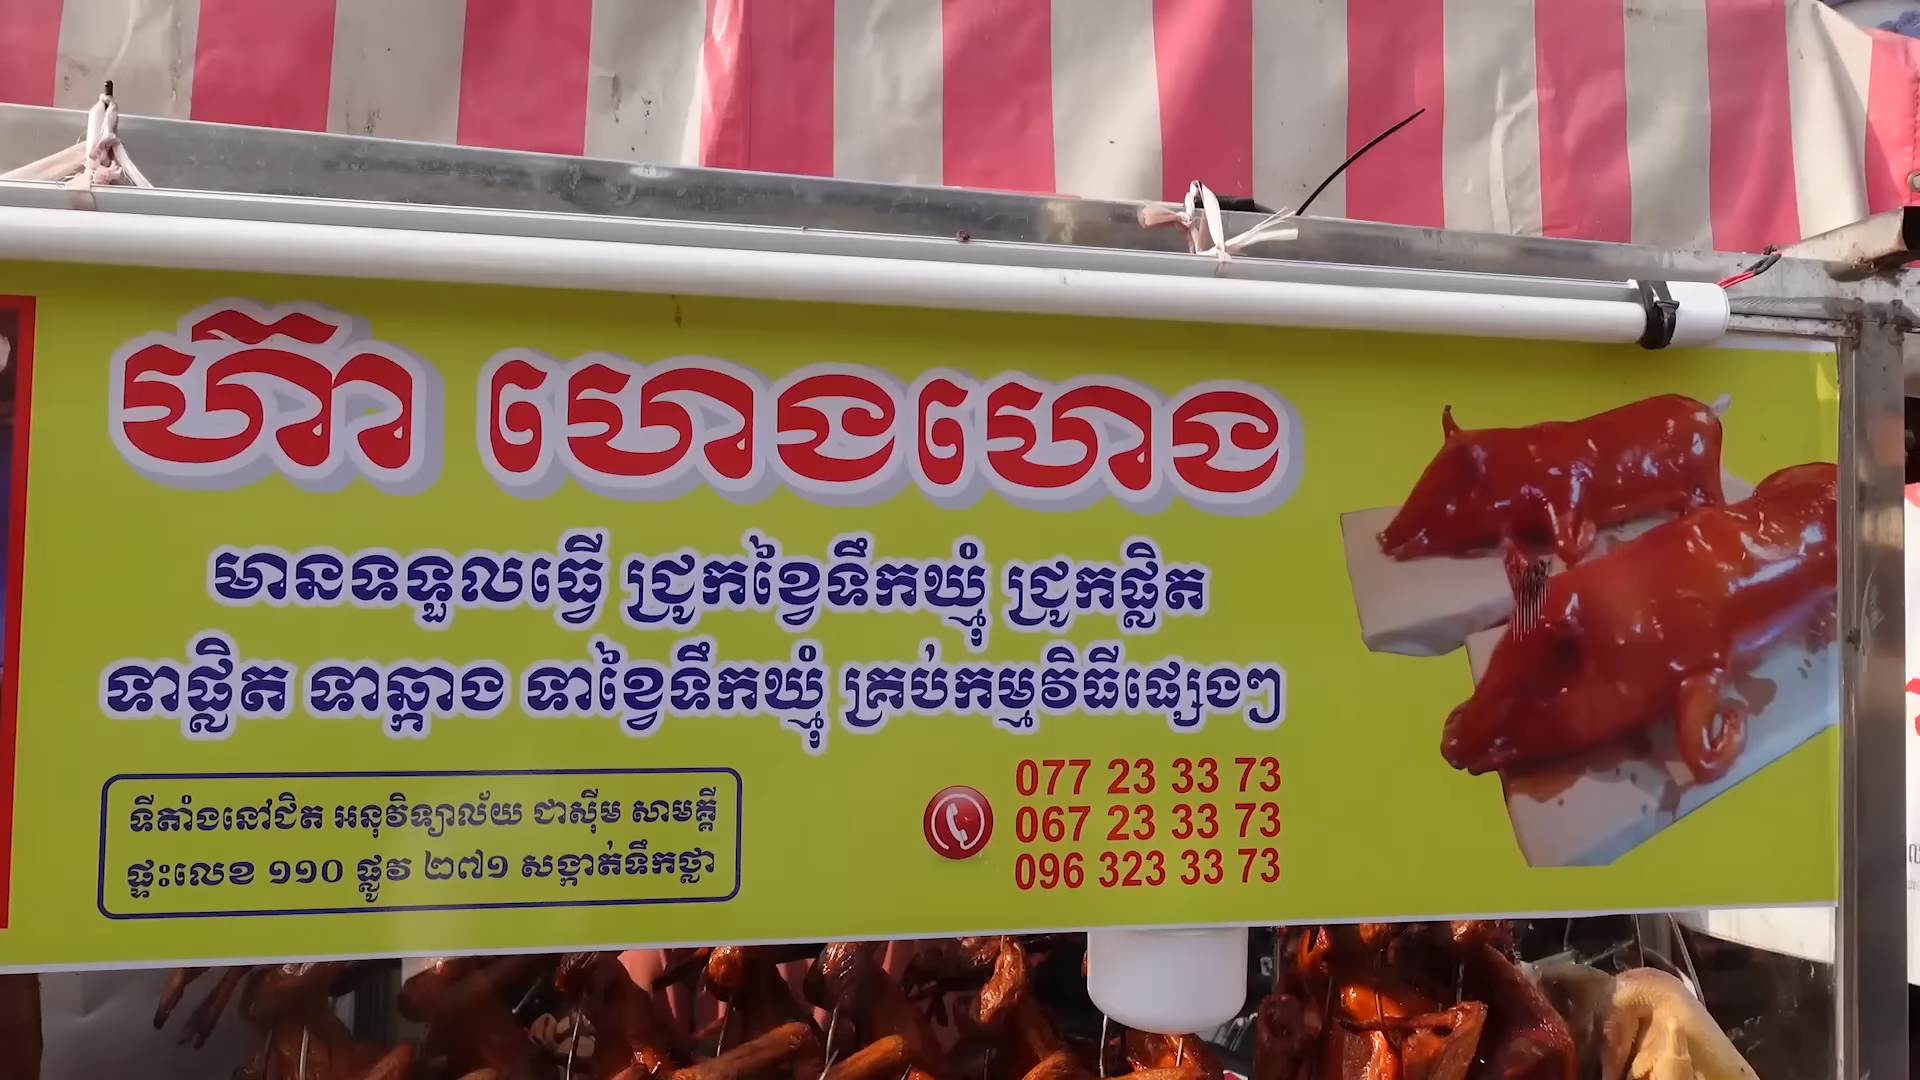 ហ៊ា ហេងហេង
មានទទួលធ្វើ ជ្រូកខ្វៃទឹកឃ្មុំ ជ្រូកផ្លិត
ទាផ្លិត ទាឆ្កាង ទាខ្វៃទឹកឃ្មុំ គ្រប់កម្មវិធីផ្សេងៗ
ទីតាំងនៅជិត អនុវិទ្យាល័យ ជាស៊ីម សាមគ្គី
ផ្ទះលេខ ១១០ ផ្លូវ ២៧១ សង្កាត់ទឹកថ្លា
077 23 33 73
067 23 33 73
096 323 33 73